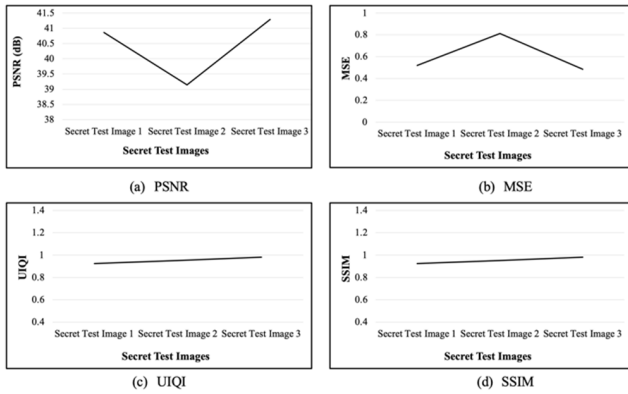 41.5
41
40.5
40
39.5
39
38.5
38
PSNR (dB)
Secret Test Image 1 Secret Test Image 2 Secret Test Image 3
Secret Test Images
(a) PSNR
1
0.8
0.6
0.4
0.2
0
MSE
Secret Test Image 1 Secret Test Image 2 Secret Test Image 3
Secret Test Images
(b) MSE
1.4
1.2
1
0.8
0.6
0.4
UIQI
Secret Test Image 1 Secret Test Image 2 Secret Test Image 3
Secret Test Images
(c) UIQI
1.4
1.2
1
0.8
0.6
0.4
SSIM
Secret Test Image 1 Secret Test Image 2 Secret Test Image 3
Secret Test Images
(d) SSIM